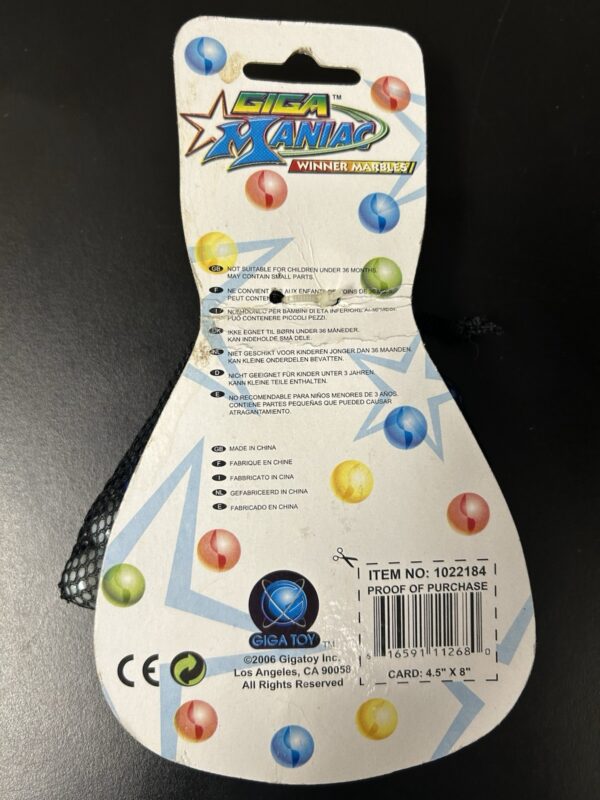 GIGA ™
MANIAC
WINNER MARBLES
GB NOT SUITABLE FOR CHILDREN UNDER 36 MONTHS.
MAY CONTAIN SMALL PARTS.
F NE CONVIENT AUX ENFANTS DE
PEUT
I PER BAMBINI DI ETA INFERIORE
PUO CONTENERE PICCOLI PEZZI.
DK IKKE EGNET TIL BØRN UNDER 36 MÅNEDER.
KAN INDEHOLDE SMÅ DELE.
NL NIET GESCHIKT VOOR KINDEREN JONGER DAN 36 MAANDEN.
KAN KLEINE ONDERDELEN BEVATTEN.
D NICHT GEEIGNET FÜR KINDER UNTER 3 JAHREN.
KANN KLEINE TEILE ENTHALTEN.
E NO RECOMENDABLE PARA NIÑOS MENORES DE 3 AÑOS.
CONTIENE PARTES PEQUEÑAS QUE PUEDED CAUSAR
ATRAGANTAMIENTO.
GB MADE IN CHINA
F FABRIQUE EN CHINE
I FABBRICATO IN CINA
NL GEFABRICEERD IN CHINA
E FABRICADO EN CHINA
ITEM NO: 1022184
PROOF OF PURCHASE
16591 11268 0
CARD: 4.5" X 8"
GIGA TOY ™
©2006 Gigatoy Inc.
Los Angeles, CA 90058
All Rights Reserved
CE